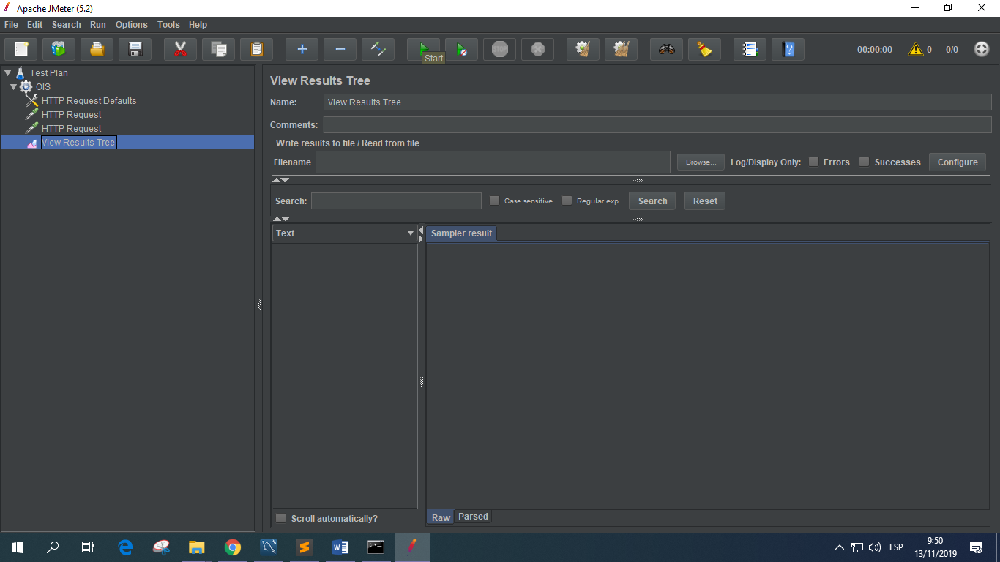 Apache JMeter (5.2)
File Edit Search Run Options Tools Help
STOP 00:00:00 0 0/0
Start
Test Plan
OIS
HTTP Request Defaults
HTTP Request
HTTP Request
View Results Tree
View Results Tree
Name: View Results Tree
Comments:
Write results to file / Read from file
Filename Browse... Log/Display Only: Errors Successes Configure
Search: Case sensitive Regular exp. Search Reset
Text
Sampler result
Scroll automatically?
Raw Parsed
ESP
9:50
13/11/2019